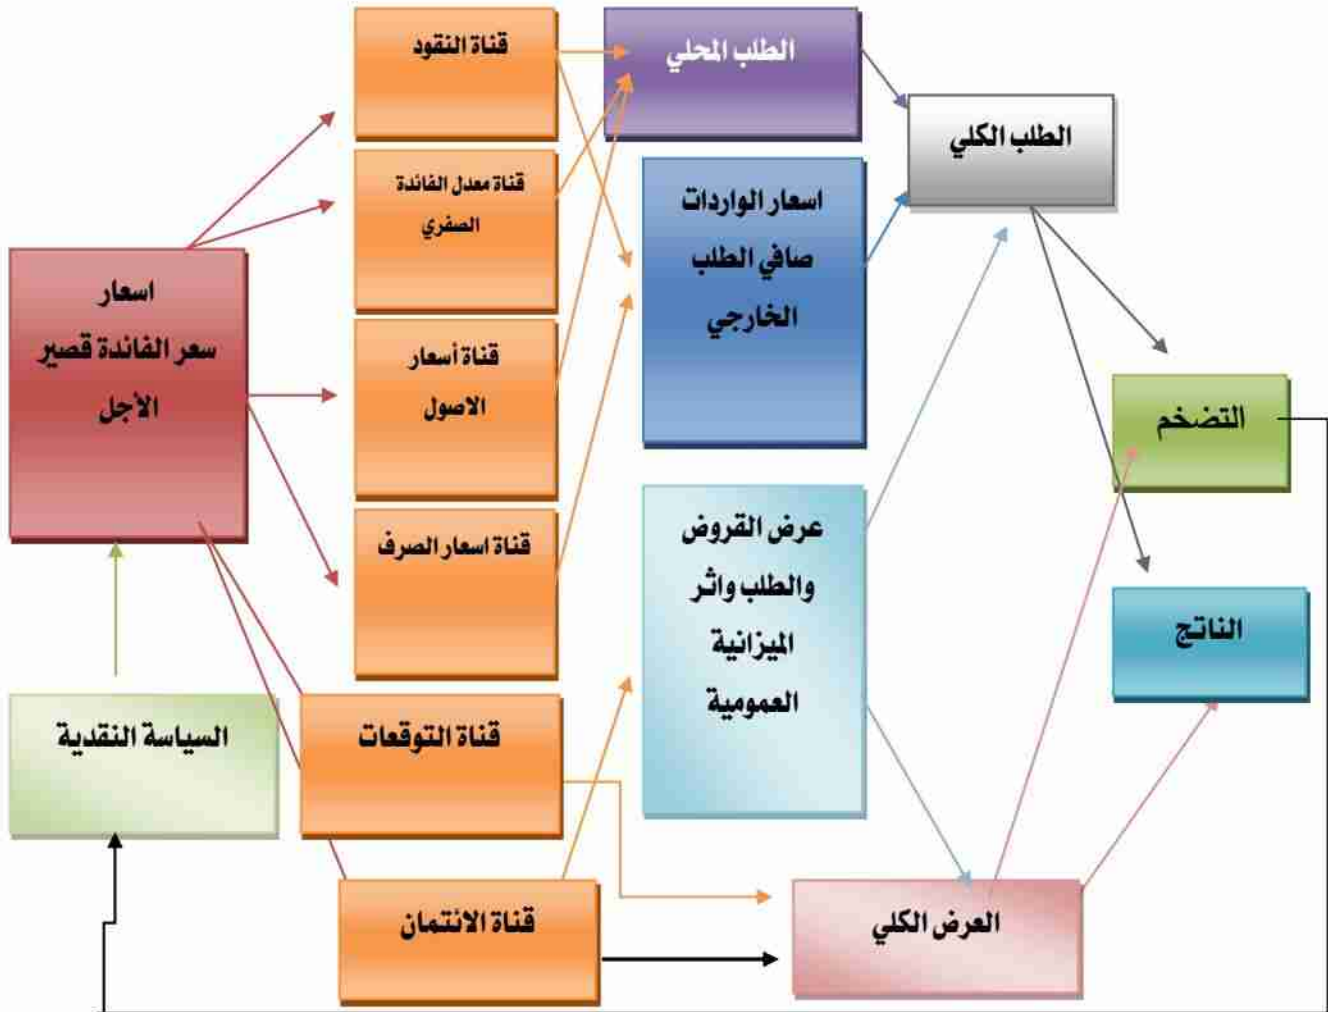 قناة النقود
الطلب المحلي
الطلب الكلي
قناة معدل الفائدة
الصفري
اسعار الواردات
صافي الطلب
الخارجي
اسعار
سعر الفائدة قصير
الأجل
قناة أسعار
الاصول
التضخم
قناة اسعار الصرف
عرض القروض
والطلب واثر
الميزانية
العمومية
الناتج
السياسة النقدية
قناة التوقعات
قناة الائتمان
العرض الكلي